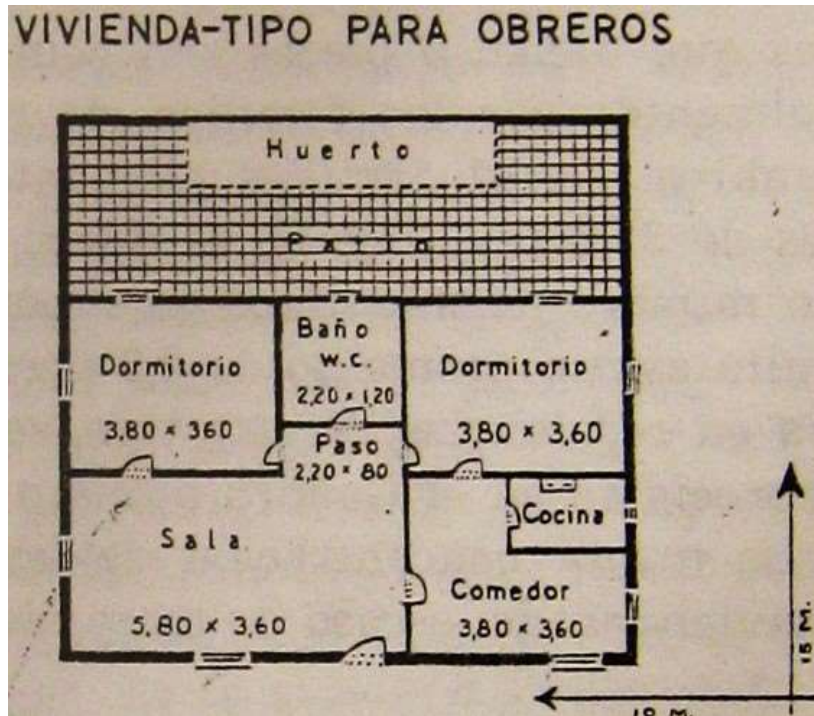 VIVIENDA-TIPO PARA OBREROS
Huerto
Patio
Baño
W.C.
2,20 × 1,20
Dormitorio
3,80 × 360
Dormitorio
3,80 × 3,60
Paso
2,20 × 80
Sala
5,80 × 3,60
Cocina
Comedor
3,80 × 3,60
15 M.